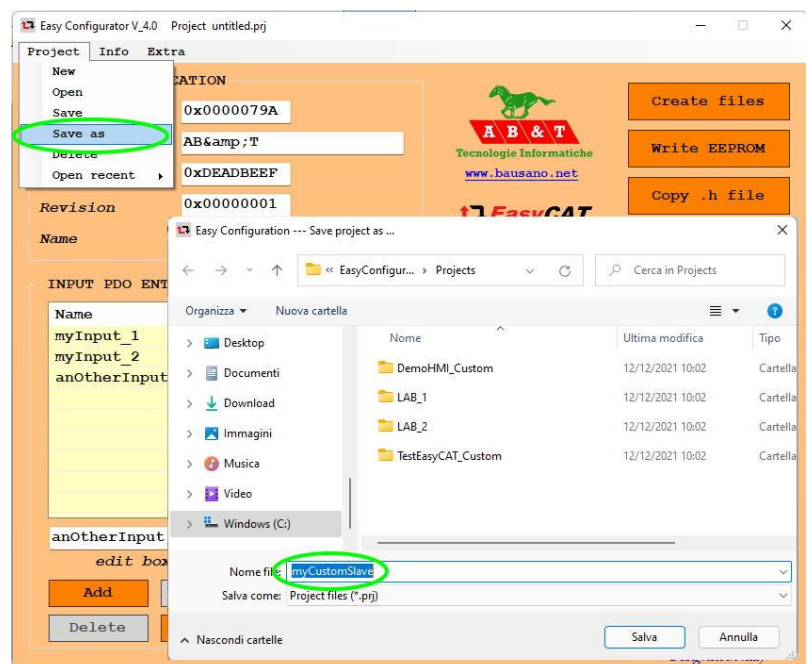 Easy Configurator V_4.0 Project untitled.prj
Project Info Extra
New
Open
Save
Save as
Delete
Open recent
CATION
0x0000079A
AB&amp;T
0xDEADBEEF
Revision 0x00000001
Name
A B & T
Tecnologie Informatiche
www.bausano.net
EasyCAT
Create files
Write EEPROM
Copy .h file
INPUT PDO ENT
Name
myInput_1
myInput_2
anOtherInput
anOtherInput
edit box
Add
Delete
Easy Configuration --- Save project as ...
« EasyConfigur... › Projects
Cerca in Projects
Organizza Nuova cartella
Desktop
Documenti
Download
Immagini
Musica
Video
Windows (C:)
Nome Ultima modifica Tipo
DemoHMI_Custom 12/12/2021 10:02 Cartella
LAB_1 12/12/2021 10:02 Cartella
LAB_2 12/12/2021 10:02 Cartella
TestEasyCAT_Custom 12/12/2021 10:02 Cartella
Nome file: myCustomSlave
Salva come: Project files (*.prj)
Nascondi cartelle
Salva Annulla